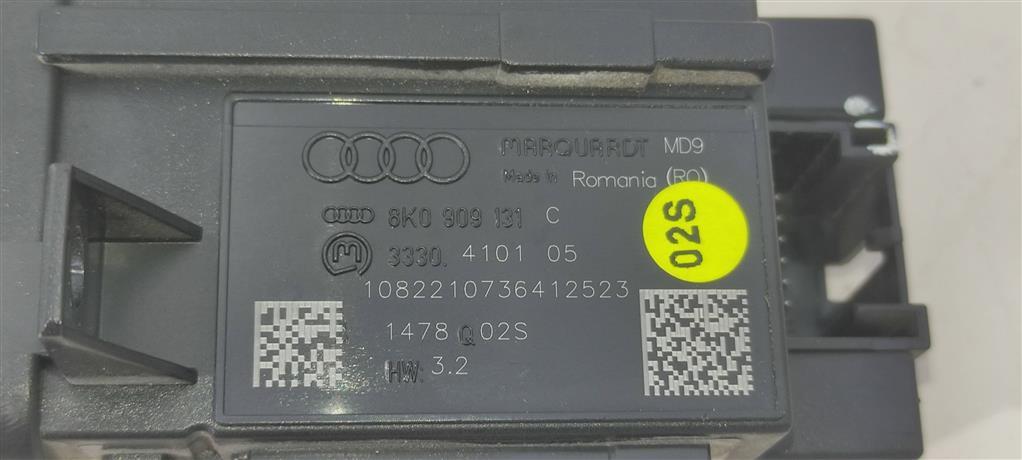 MARQUARDT MD9
Made in Romania (RO)
8K0 909 131 C
3330. 4101 05
1082210736412523
1478 Q 02S
HW: 3.2
02S